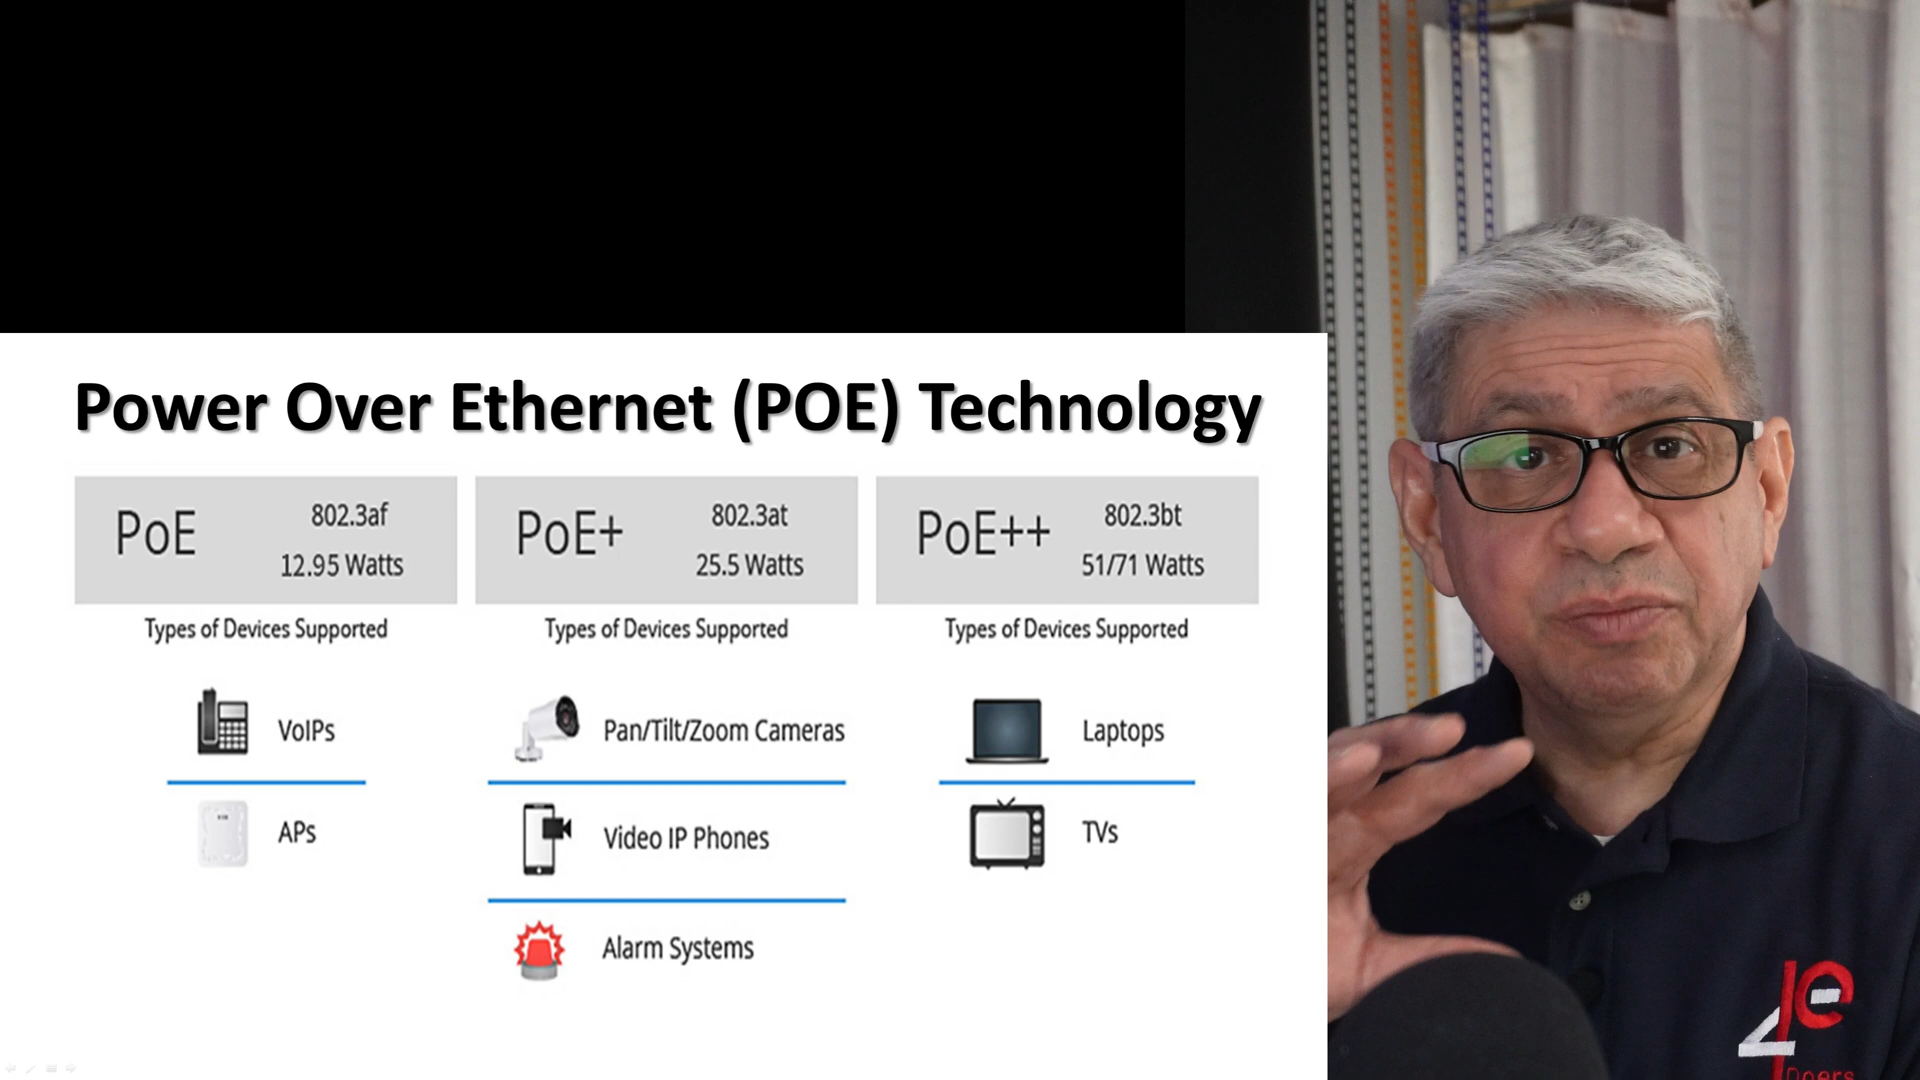 Power Over Ethernet (POE) Technology
PoE
802.3af
12.95 Watts
PoE+
802.3at
25.5 Watts
PoE++
802.3bt
51/71 Watts
Types of Devices Supported
Types of Devices Supported
Types of Devices Supported
VoIPs
APs
Pan/Tilt/Zoom Cameras
Video IP Phones
Alarm Systems
Laptops
TVs
4e
Doers